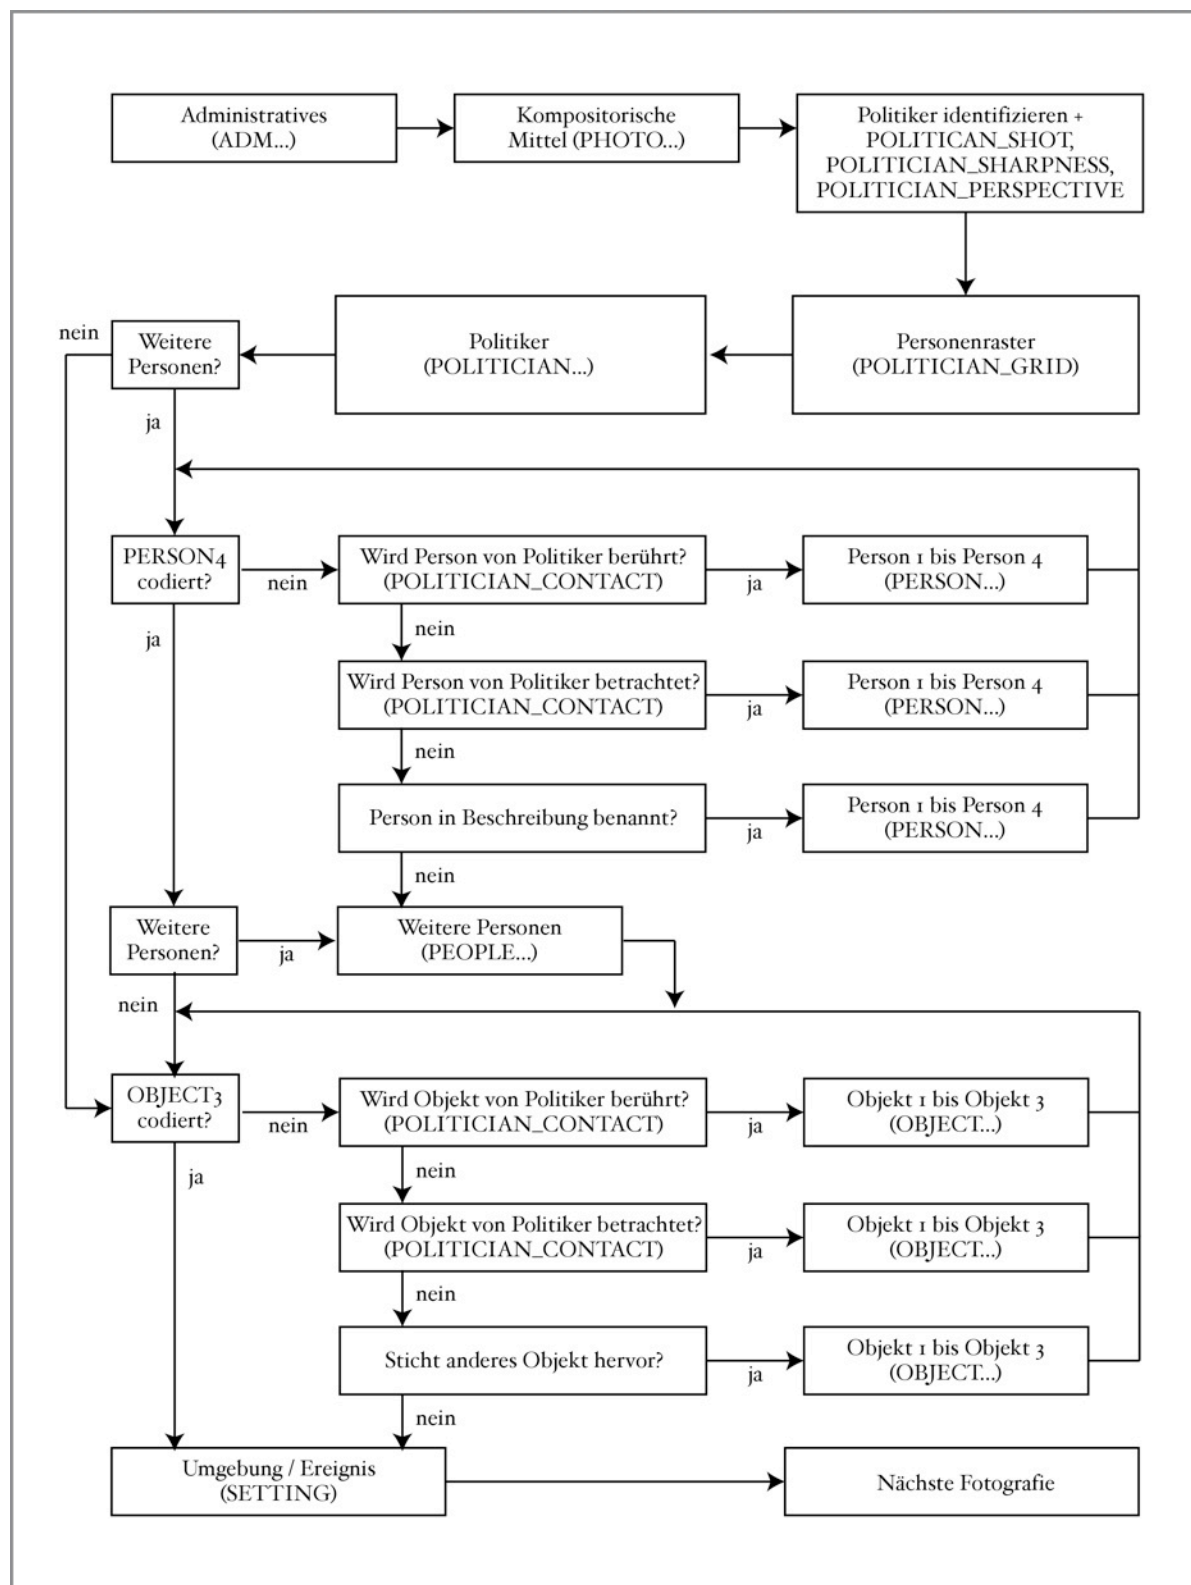 Administratives
(ADM...)
Kompositorische
Mittel (PHOTO...)
Politiker identifizieren +
POLITICAN_SHOT,
POLITICIAN_SHARPNESS,
POLITICIAN_PERSPECTIVE
nein
Weitere
Personen?
Politiker
(POLITICIAN...)
Personenraster
(POLITICIAN_GRID)
ja
PERSON4
codiert?
nein
Wird Person von Politiker berührt?
(POLITICIAN_CONTACT)
ja
Person 1 bis Person 4
(PERSON...)
ja
nein
Wird Person von Politiker betrachtet?
(POLITICIAN_CONTACT)
ja
Person 1 bis Person 4
(PERSON...)
nein
Person in Beschreibung benannt?
ja
Person 1 bis Person 4
(PERSON...)
nein
Weitere
Personen?
ja
Weitere Personen
(PEOPLE...)
nein
OBJECT3
codiert?
nein
Wird Objekt von Politiker berührt?
(POLITICIAN_CONTACT)
ja
Objekt 1 bis Objekt 3
(OBJECT...)
ja
nein
Wird Objekt von Politiker betrachtet?
(POLITICIAN_CONTACT)
ja
Objekt 1 bis Objekt 3
(OBJECT...)
nein
Sticht anderes Objekt hervor?
ja
Objekt 1 bis Objekt 3
(OBJECT...)
nein
Umgebung / Ereignis
(SETTING)
Nächste Fotografie